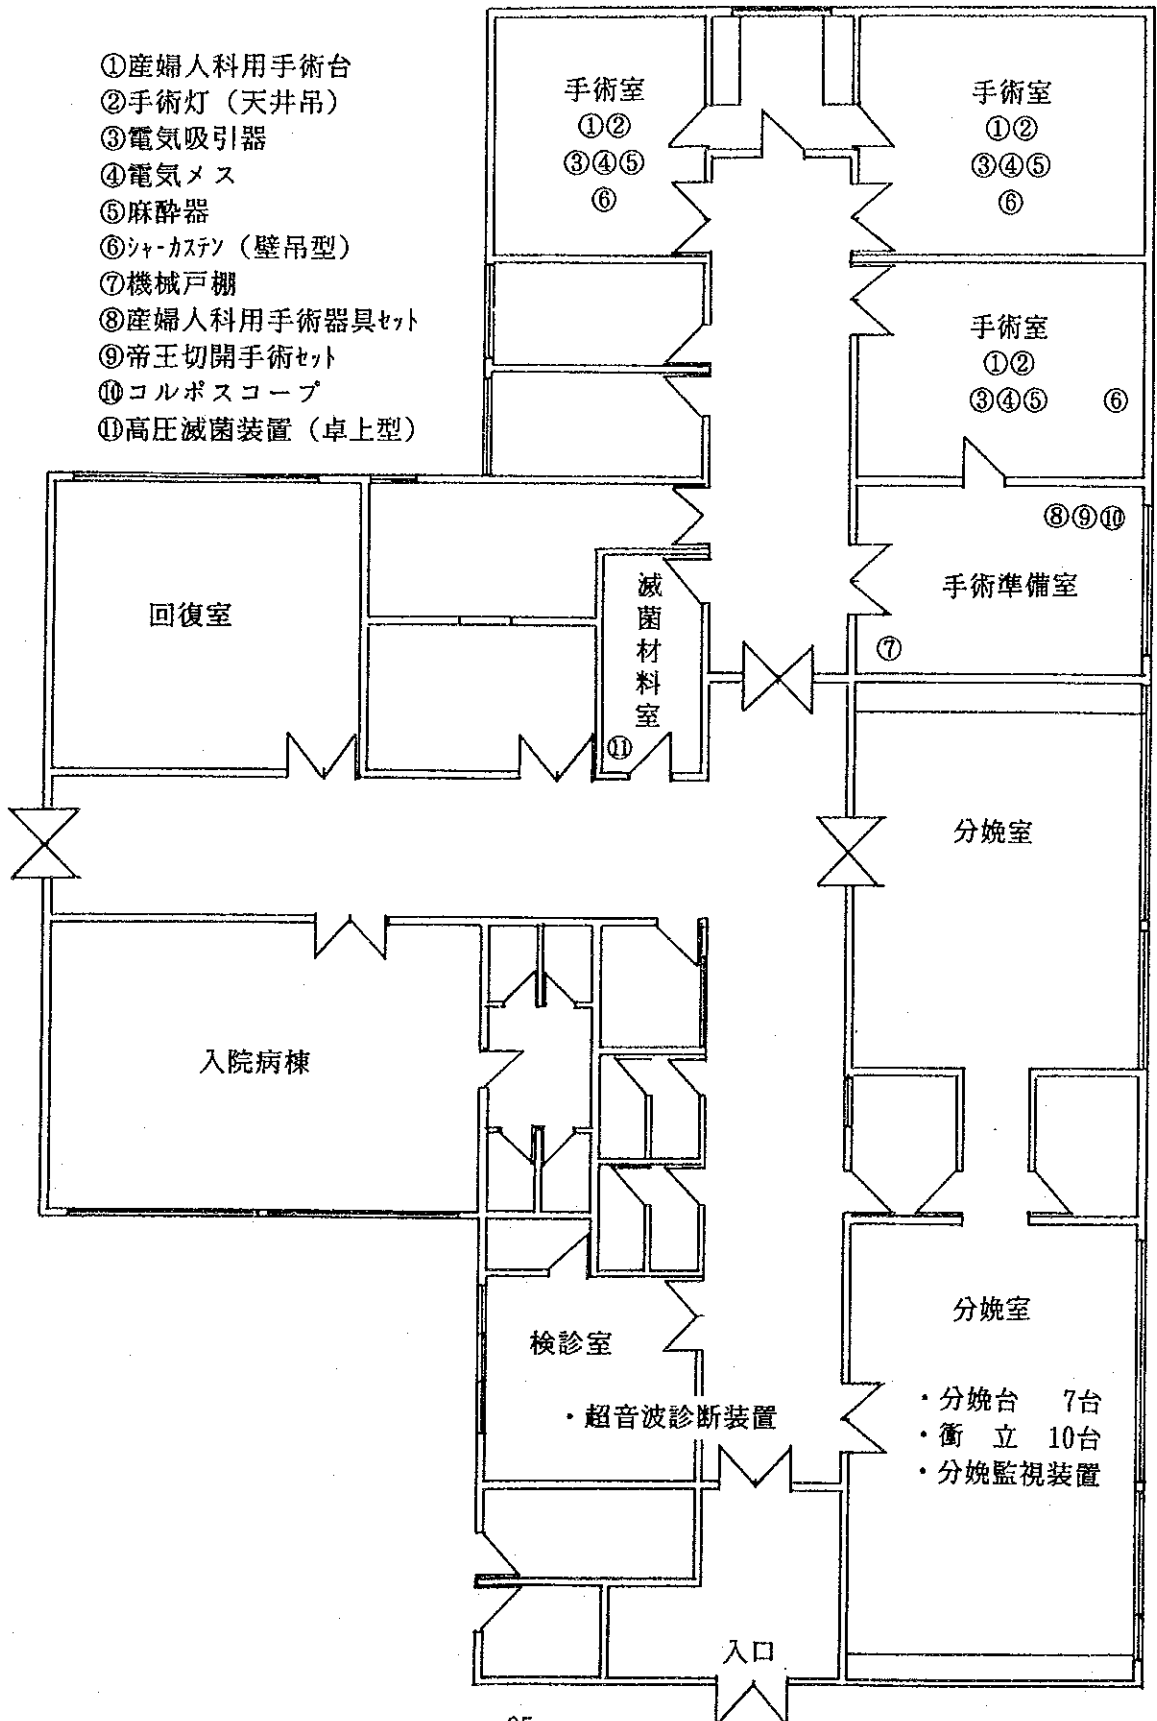 ①産婦人科用手術台
②手術灯（天井吊）
③電気吸引器
④電気メス
⑤麻酔器
⑥シャーカステン（壁吊型）
⑦機械戸棚
⑧産婦人科用手術器具セット
⑨帝王切開手術セット
⑩コルポスコープ
⑪高圧滅菌装置（卓上型）
手術室
①②
③④⑤
⑥
手術室
①②
③④⑤
⑥
手術室
①②
③④⑤ ⑥
⑧⑨⑩
手術準備室
⑦
回復室
滅菌材料室
⑪
分娩室
入院病棟
分娩室
・分娩台 7台
・衝立 10台
・分娩監視装置
検診室
・超音波診断装置
入口